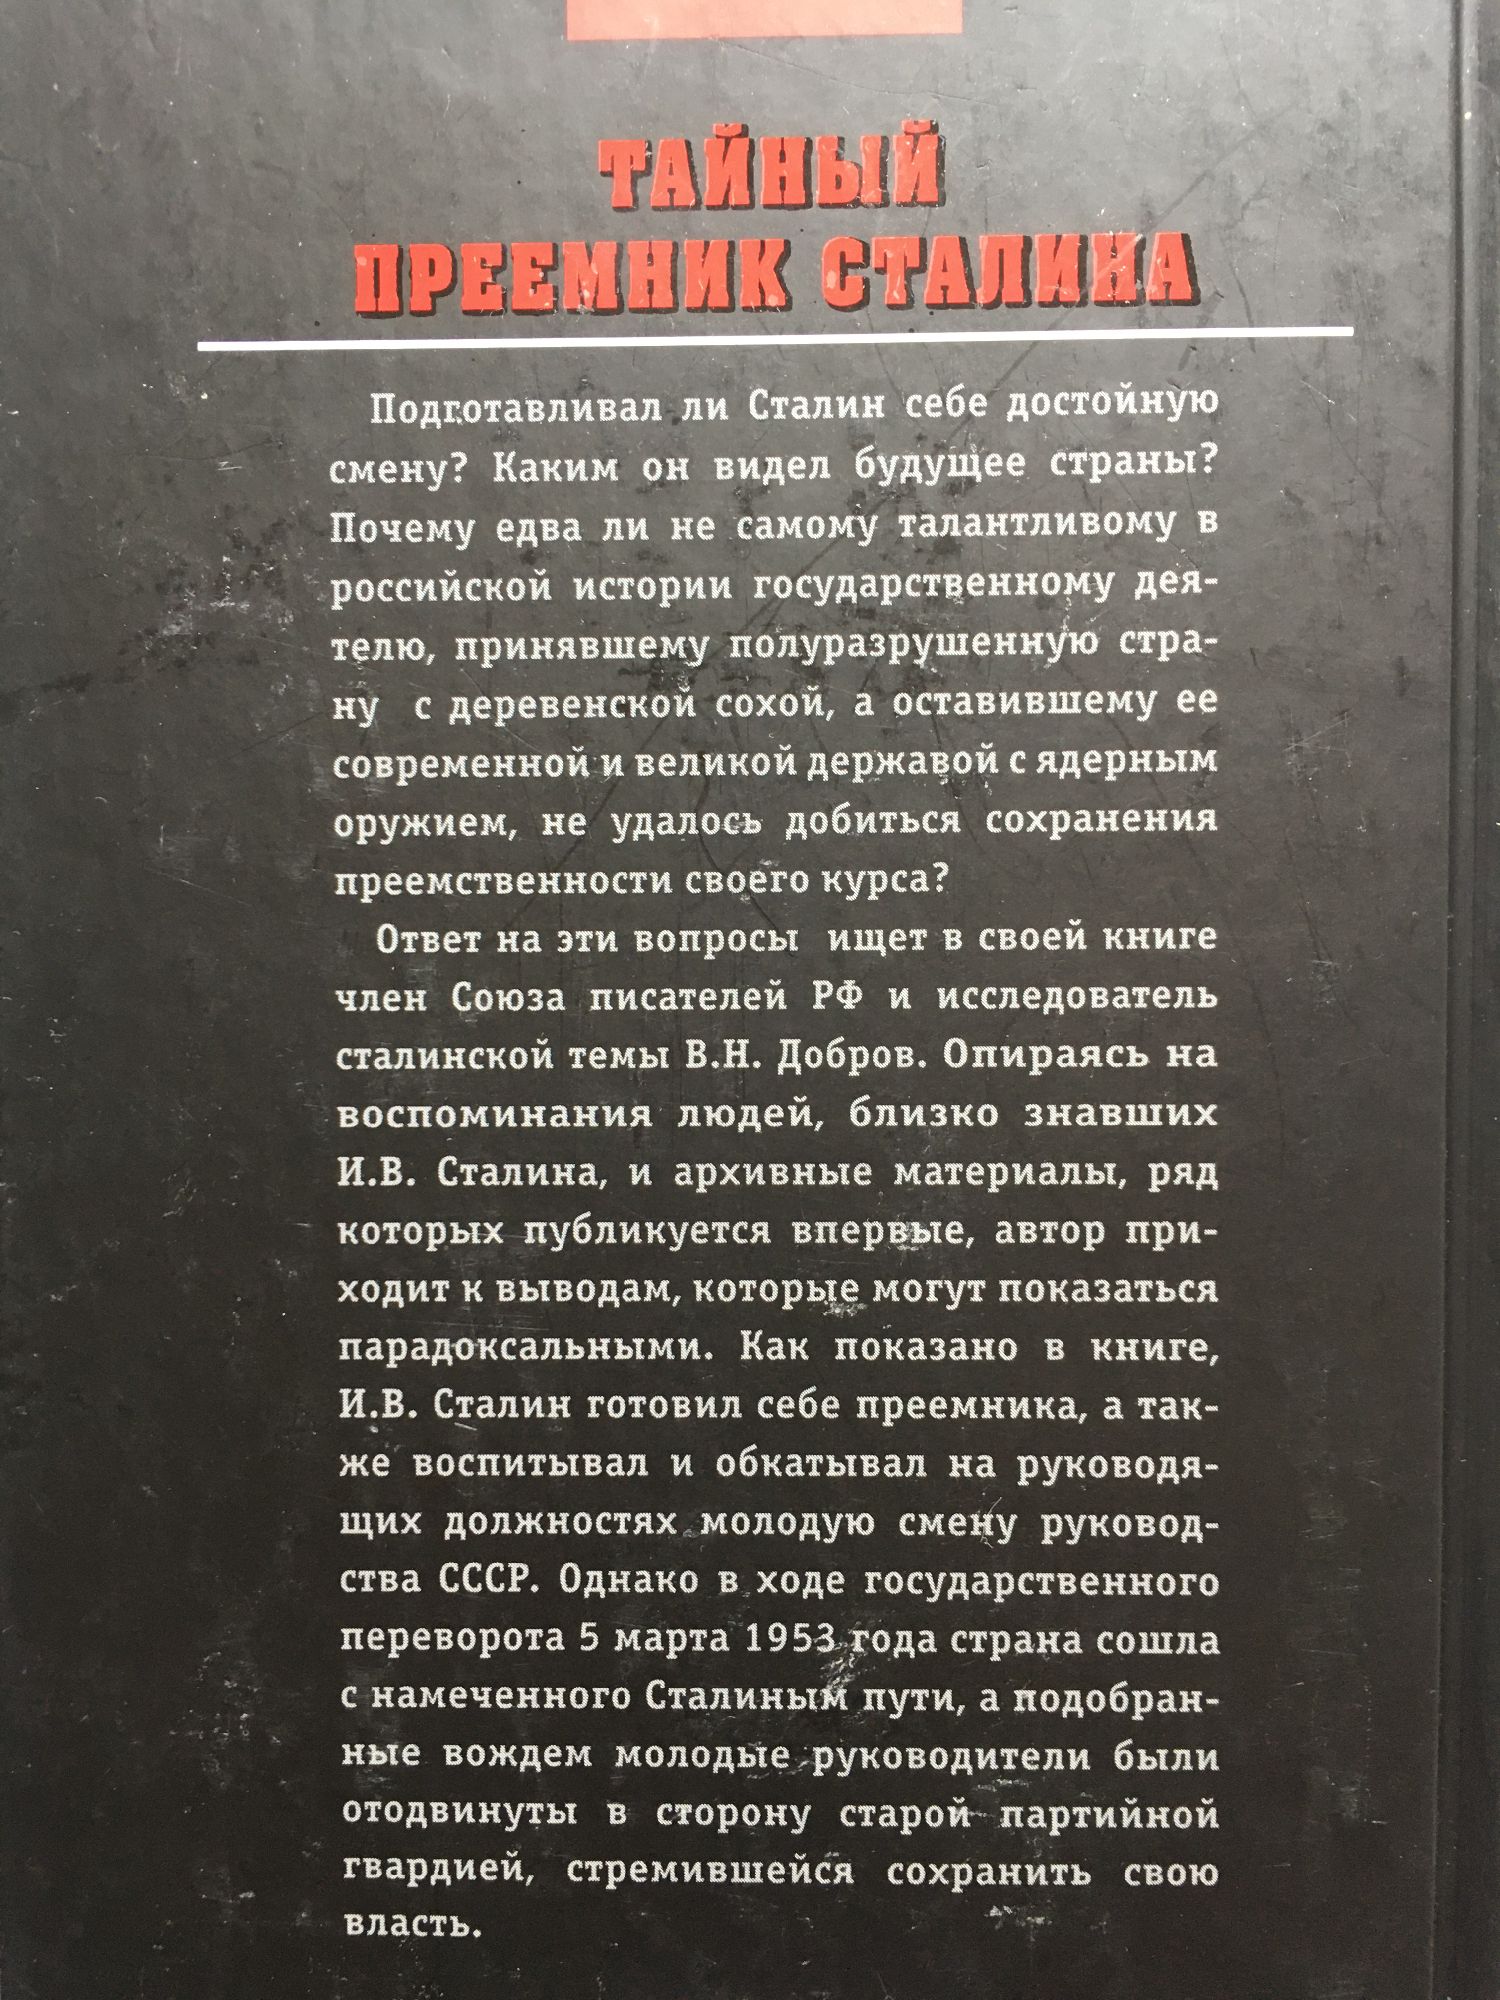 ТАЙНЫЙ
ПРЕЕМНИК СТАЛИНА
Подготавливал ли Сталин себе достойную
смену? Каким он видел будущее страны?
Почему едва ли не самому талантливому в
российской истории государственному дея-
телю, принявшему полуразрушенную стра-
ну с деревенской сохой, а оставившему ее
современной и великой державой с ядерным
оружием, не удалось добиться сохранения
преемственности своего курса?
Ответ на эти вопросы ищет в своей книге
член Союза писателей РФ и исследователь
сталинской темы В.Н. Добров. Опираясь на
воспоминания людей, близко знавших
И.В. Сталина, и архивные материалы, ряд
которых публикуется впервые, автор при-
ходит к выводам, которые могут показаться
парадоксальными. Как показано в книге,
И.В. Сталин готовил себе преемника, а так-
же воспитывал и обкатывал на руководя-
щих должностях молодую смену руковод-
ства СССР. Однако в ходе государственного
переворота 5 марта 1953 года страна сошла
с намеченного Сталиным пути, а подобран-
ные вождем молодые руководители были
отодвинуты в сторону старой партийной
гвардией, стремившейся сохранить свою
власть.